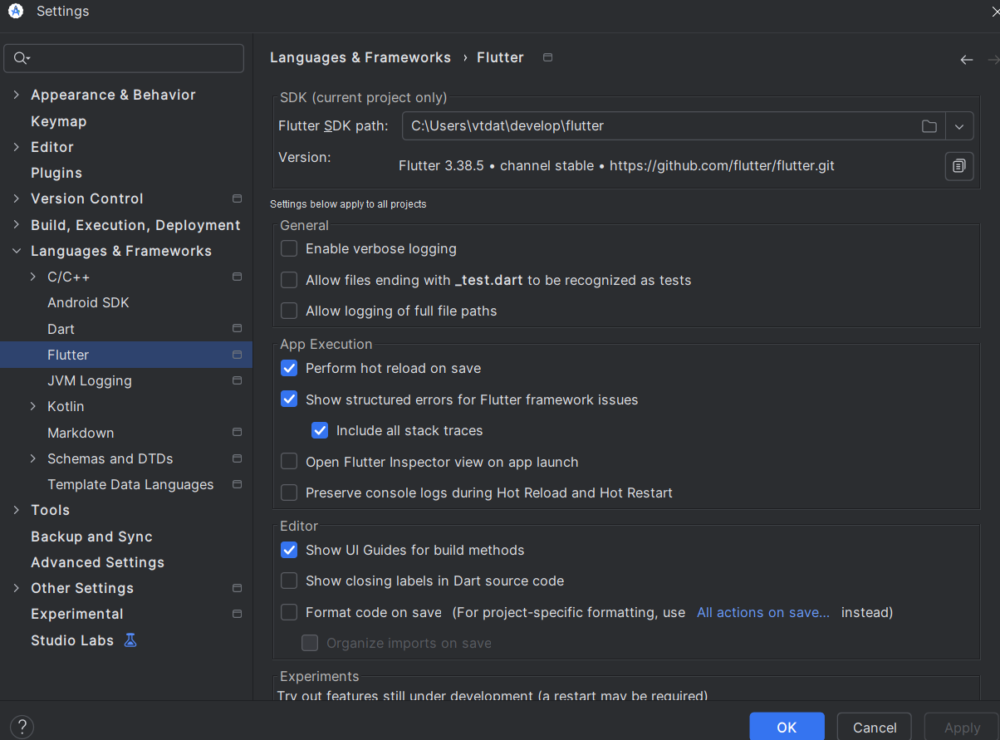 Settings
Appearance & Behavior
Keymap
Editor
Plugins
Version Control
Build, Execution, Deployment
Languages & Frameworks
C/C++
Android SDK
Dart
Flutter
JVM Logging
Kotlin
Markdown
Schemas and DTDs
Template Data Languages
Tools
Backup and Sync
Advanced Settings
Other Settings
Experimental
Studio Labs
Languages & Frameworks › Flutter
SDK (current project only)
Flutter SDK path: C:\Users\vtdat\develop\flutter
Version: Flutter 3.38.5 • channel stable • https://github.com/flutter/flutter.git
Settings below apply to all projects
General
Enable verbose logging
Allow files ending with _test.dart to be recognized as tests
Allow logging of full file paths
App Execution
Perform hot reload on save
Show structured errors for Flutter framework issues
Include all stack traces
Open Flutter Inspector view on app launch
Preserve console logs during Hot Reload and Hot Restart
Editor
Show UI Guides for build methods
Show closing labels in Dart source code
Format code on save (For project-specific formatting, use All actions on save... instead)
Organize imports on save
Experiments
Try out features still under development (a restart may be required)
? OK Cancel Apply